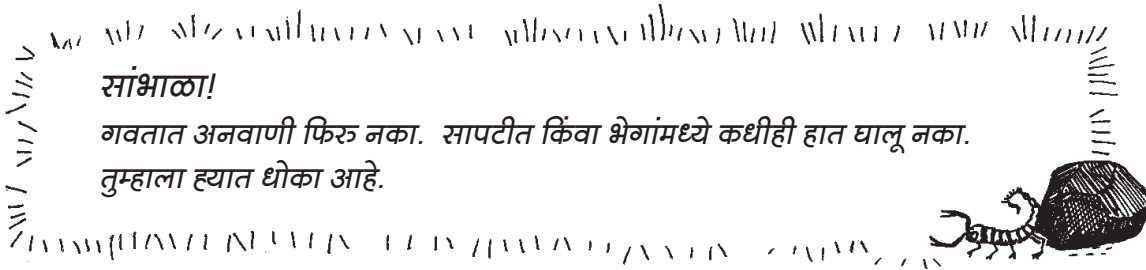 सांभाळा!
गवतात अनवाणी फिरु नका. सापटीत किंवा भेगांमध्ये कधीही हात घालू नका.
तुम्हाला ह्यात धोका आहे.